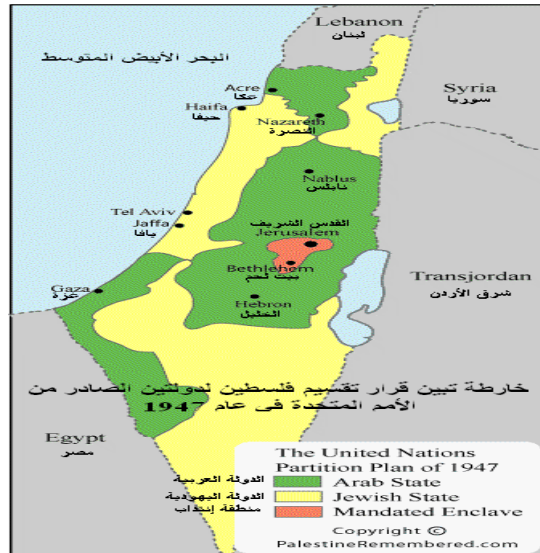 Lebanon
لبنان
البحر الأبيض المتوسط
Syria
سوريا
Acre
عكا
Haifa
حيفا
Nazareth
الناصرة
Nablus
نابلس
Tel Aviv
Jaffa
يافا
القدس الشريف
Jerusalem
Bethlehem
بيت لحم
Transjordan
شرق الأردن
Gaza
غزة
Hebron
الخليل
خارطة تبين قرار تقسيم فلسطين لدولتين الصادر من
الأمم المتحدة في عام 1947
Egypt
مصر
The United Nations
Partition Plan of 1947
الدولة العربية
Arab State
الدولة اليهودية
Jewish State
منطقة إنتداب
Mandated Enclave
Copyright ©
PalestineRemembered.com